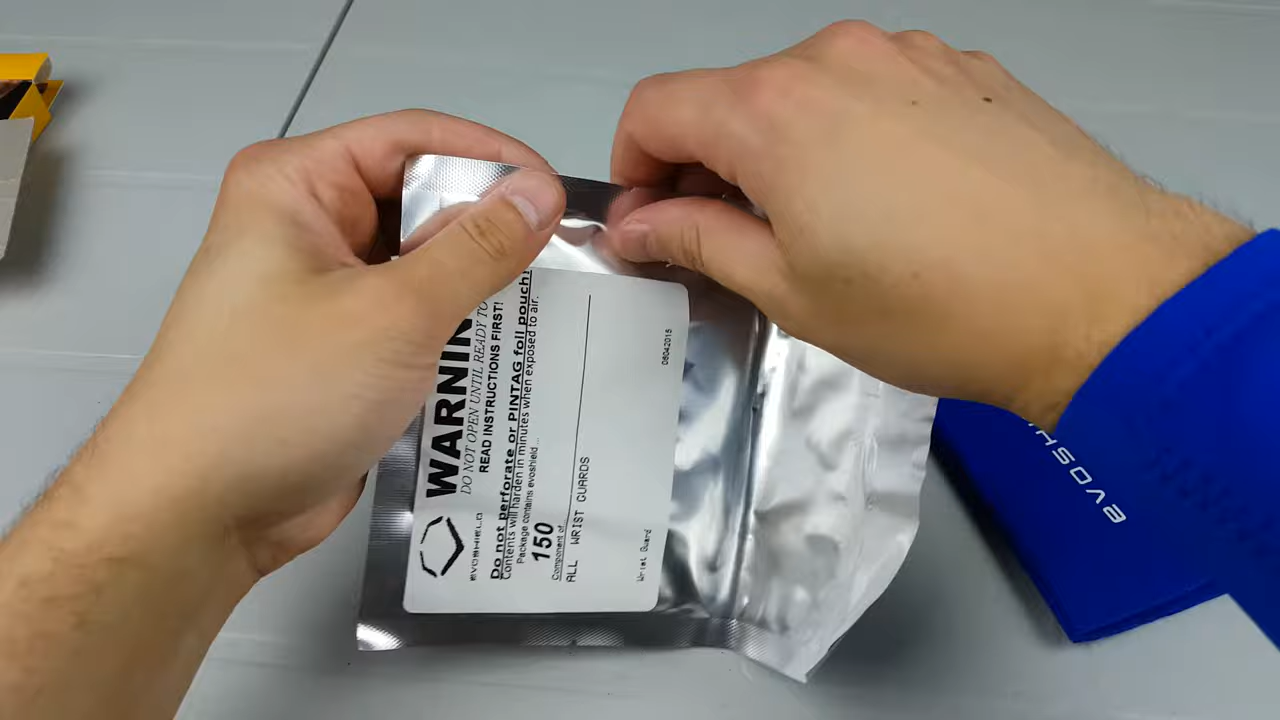 WARNIN
DO NOT OPEN UNTIL READY TO
READ INSTRUCTIONS FIRST!
Do not perforate or PINTAG foil pouch!
Contents will harden in minutes when exposed to air.
Package contains evoshield...
150
Component of
ALL WRIST GUARDS
Wrist Guard
08042015
EVOSHIELD
EVOSH